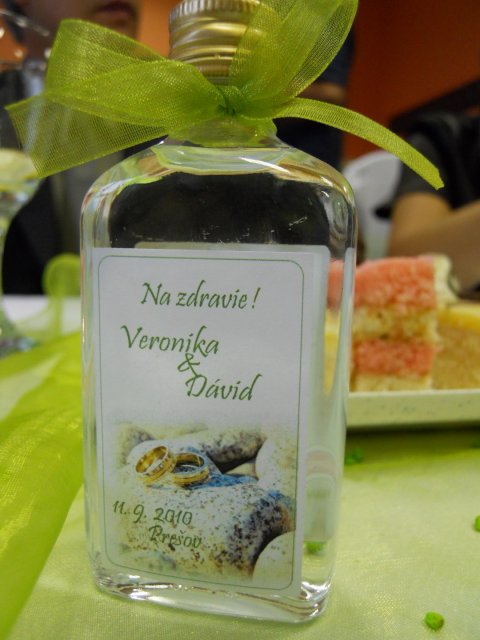 Na zdravie!
Veronika
&
Dávid
11. 9. 2010
Prešov